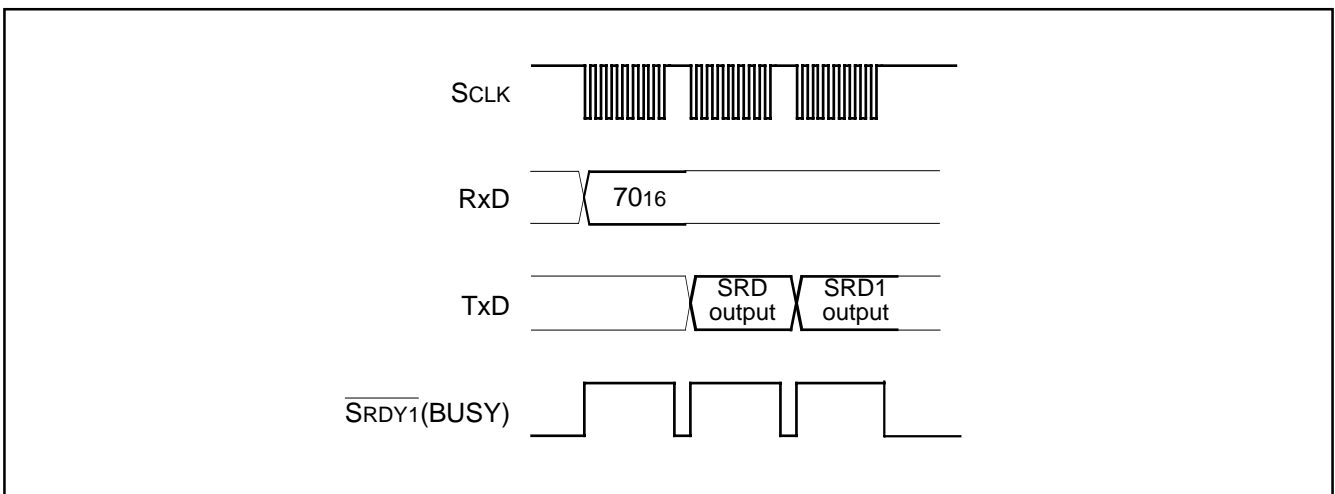 SCLK
RxD
7016
TxD
SRD
output
SRD1
output
SRDY1(BUSY)